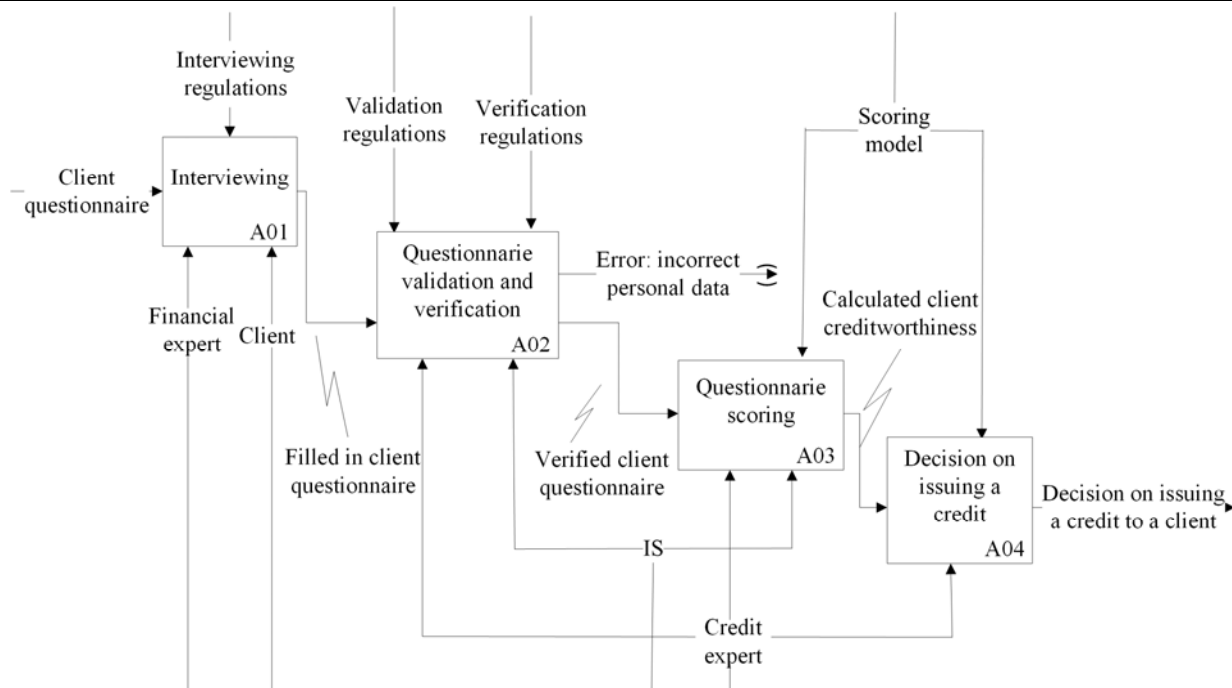 Interviewing
regulations
Validation
regulations
Verification
regulations
Scoring
model
Client
questionnaire
Interviewing
A01
Questionnarie
validation and
verification
A02
Error: incorrect
personal data
Calculated client
creditworthiness
Financial
expert
Client
Questionnarie
scoring
A03
Filled in client
questionnaire
Verified client
questionnaire
Decision on
issuing a
credit
A04
Decision on issuing
a credit to a client
IS
Credit
expert